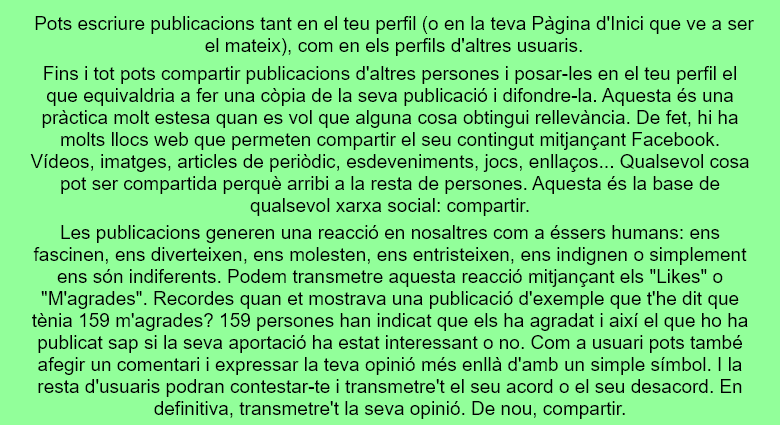 Pots escriure publicacions tant en el teu perfil (o en la teva Pàgina d'Inici que ve a ser
el mateix), com en els perfils d'altres usuaris.
Fins i tot pots compartir publicacions d'altres persones i posar-les en el teu perfil el
que equivaldria a fer una còpia de la seva publicació i difondre-la. Aquesta és una
pràctica molt estesa quan es vol que alguna cosa obtingui rellevància. De fet, hi ha
molts llocs web que permeten compartir el seu contingut mitjançant Facebook.
Vídeos, imatges, articles de periòdic, esdeveniments, jocs, enllaços... Qualsevol cosa
pot ser compartida perquè arribi a la resta de persones. Aquesta és la base de
qualsevol xarxa social: compartir.
Les publicacions generen una reacció en nosaltres com a éssers humans: ens
fascinen, ens diverteixen, ens molesten, ens entristeixen, ens indignen o simplement
ens són indiferents. Podem transmetre aquesta reacció mitjançant els "Likes" o
"M'agrades". Recordes quan et mostrava una publicació d'exemple que t'he dit que
tènia 159 m'agrades? 159 persones han indicat que els ha agradat i així el que ho ha
publicat sap si la seva aportació ha estat interessant o no. Com a usuari pots també
afegir un comentari i expressar la teva opinió més enllà d'amb un simple símbol. I la
resta d'usuaris podran contestar-te i transmetre't el seu acord o el seu desacord. En
definitiva, transmetre't la seva opinió. De nou, compartir.